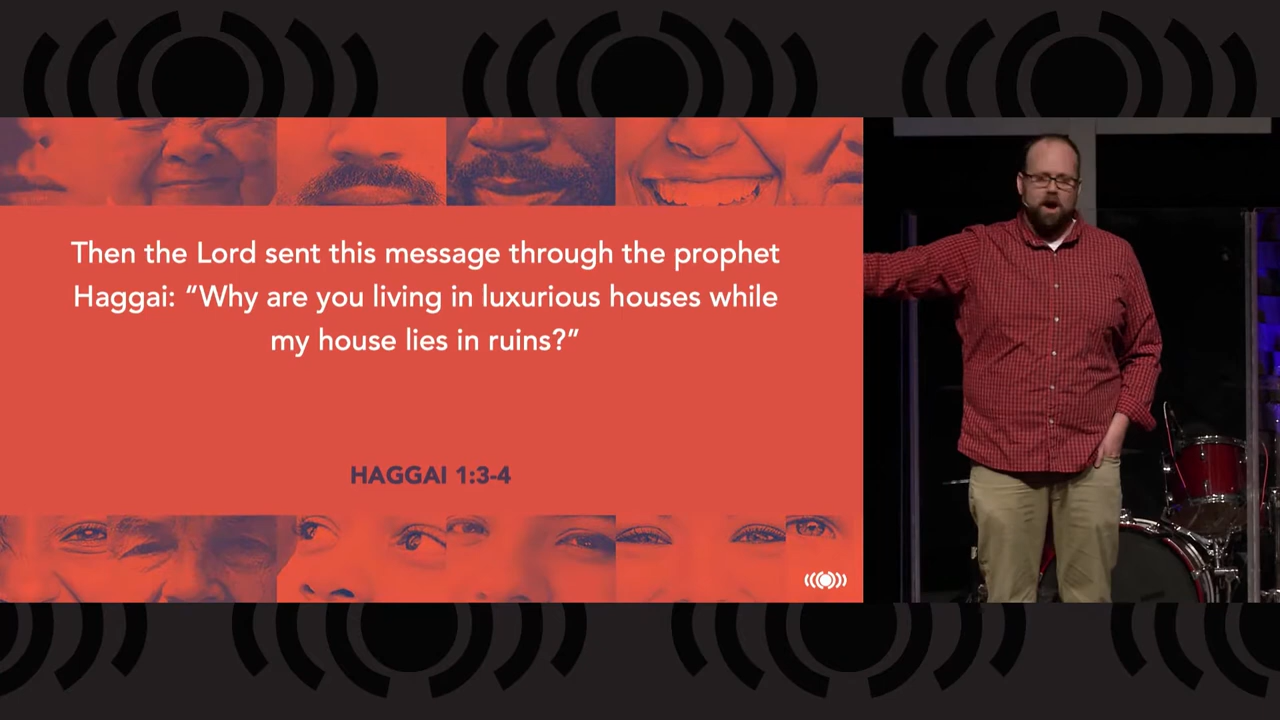 Then the Lord sent this message through the prophet
Haggai: “Why are you living in luxurious houses while
my house lies in ruins?”
HAGGAI 1:3-4